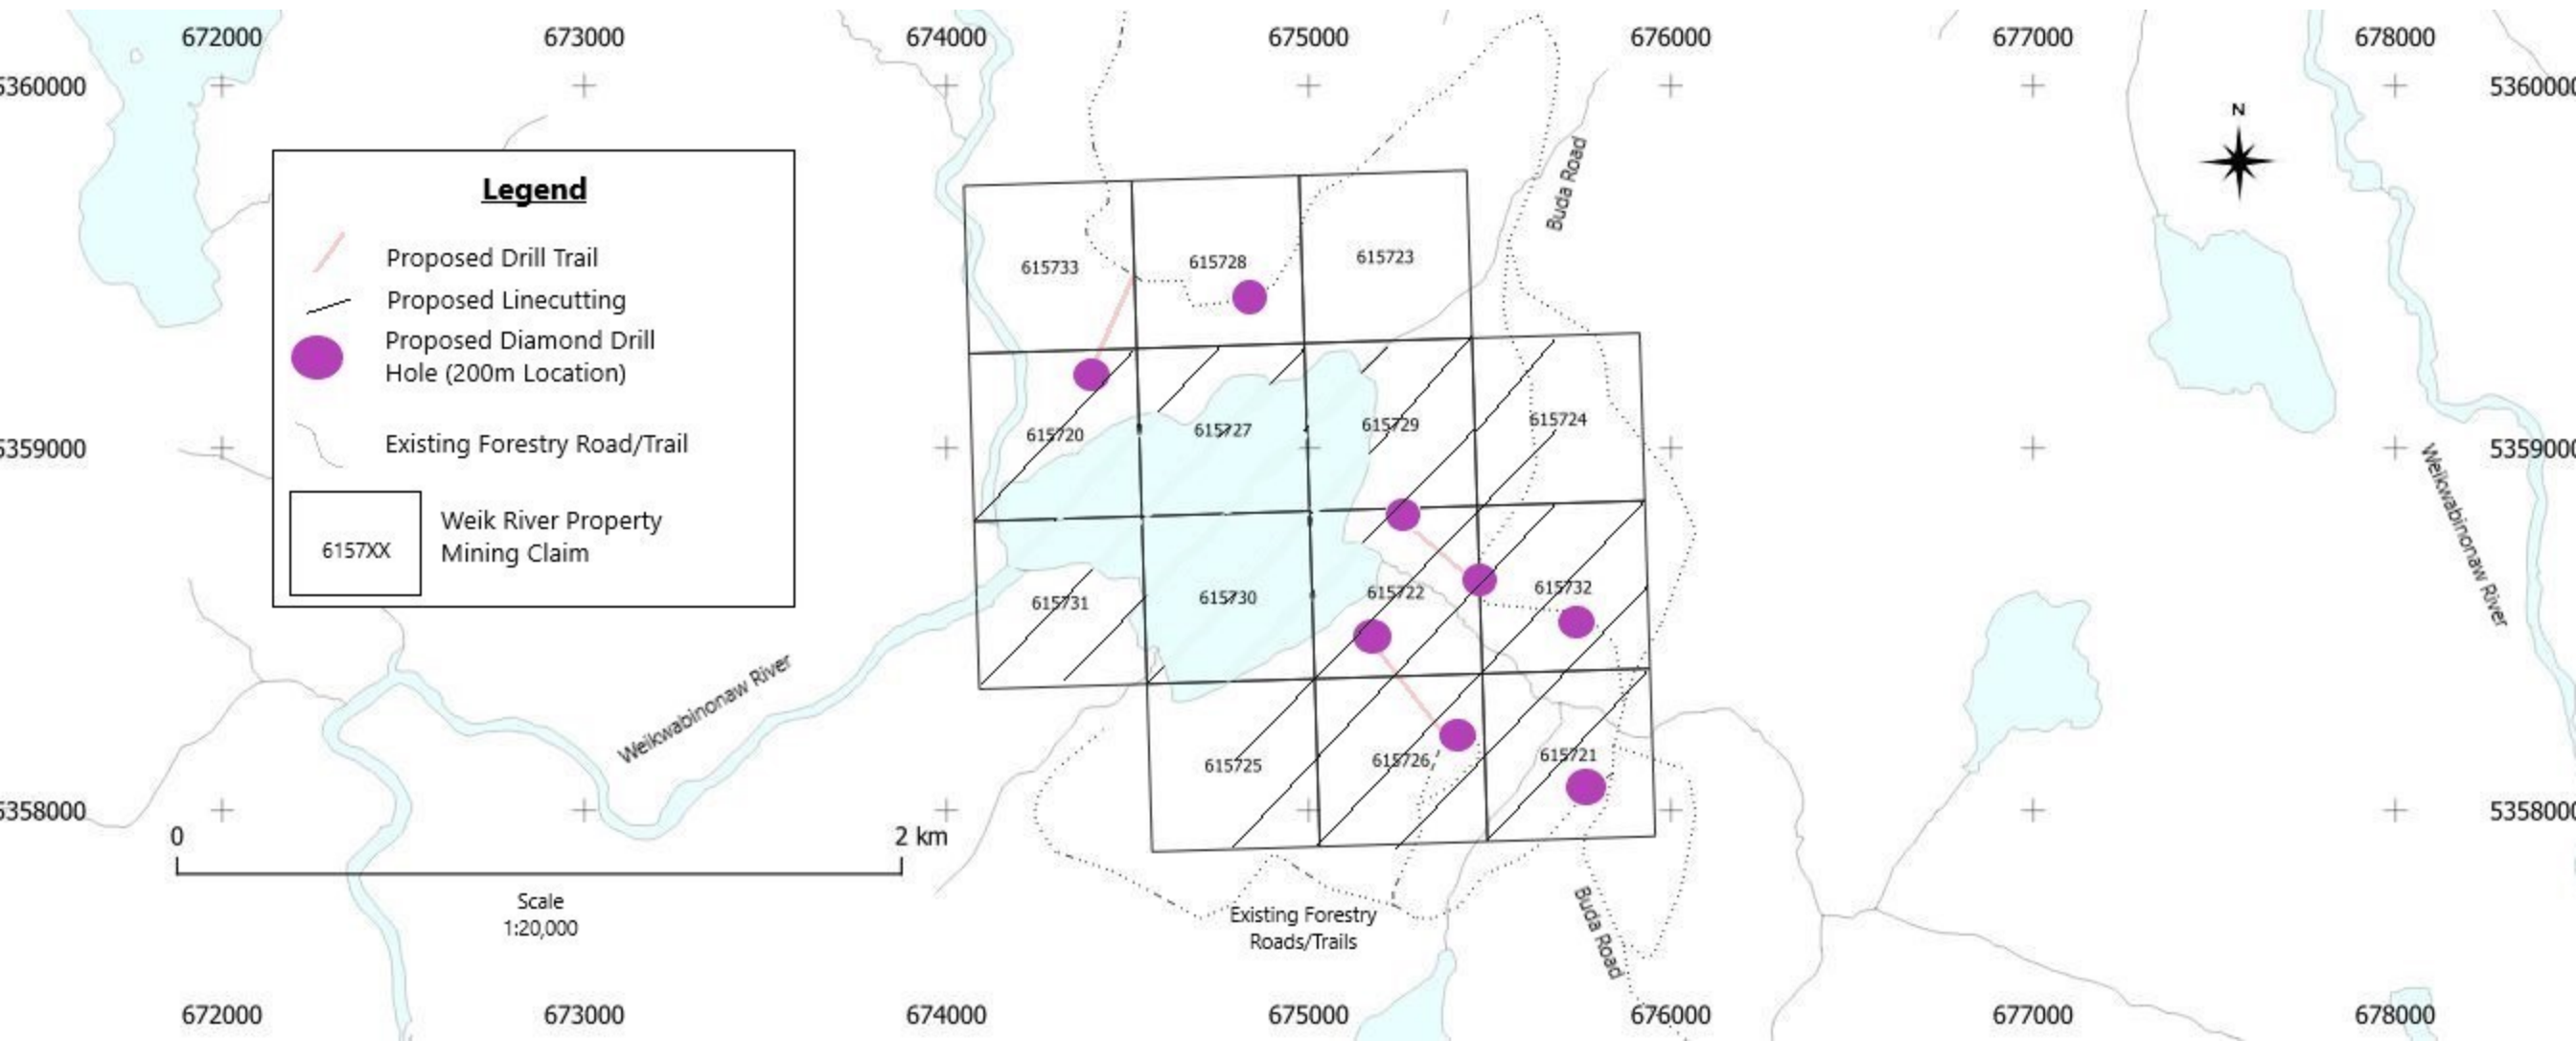 672000 673000 674000 675000 676000 677000 678000
5360000 5360000
N
Legend
Proposed Drill Trail
Proposed Linecutting
Proposed Diamond Drill
Hole (200m Location)
Existing Forestry Road/Trail
6157XX
Weik River Property
Mining Claim
Buda Road
615733 615728 615723
5359000 5359000
615720 615727 615729 615724
Weikwabinonaw River
615731 615730 615722 615732
Weikwabinonaw River
615725 615726 615721
5358000 5358000
0 2 km
Scale
1:20,000
Existing Forestry
Roads/Trails
Buda Road
672000 673000 674000 675000 676000 677000 678000